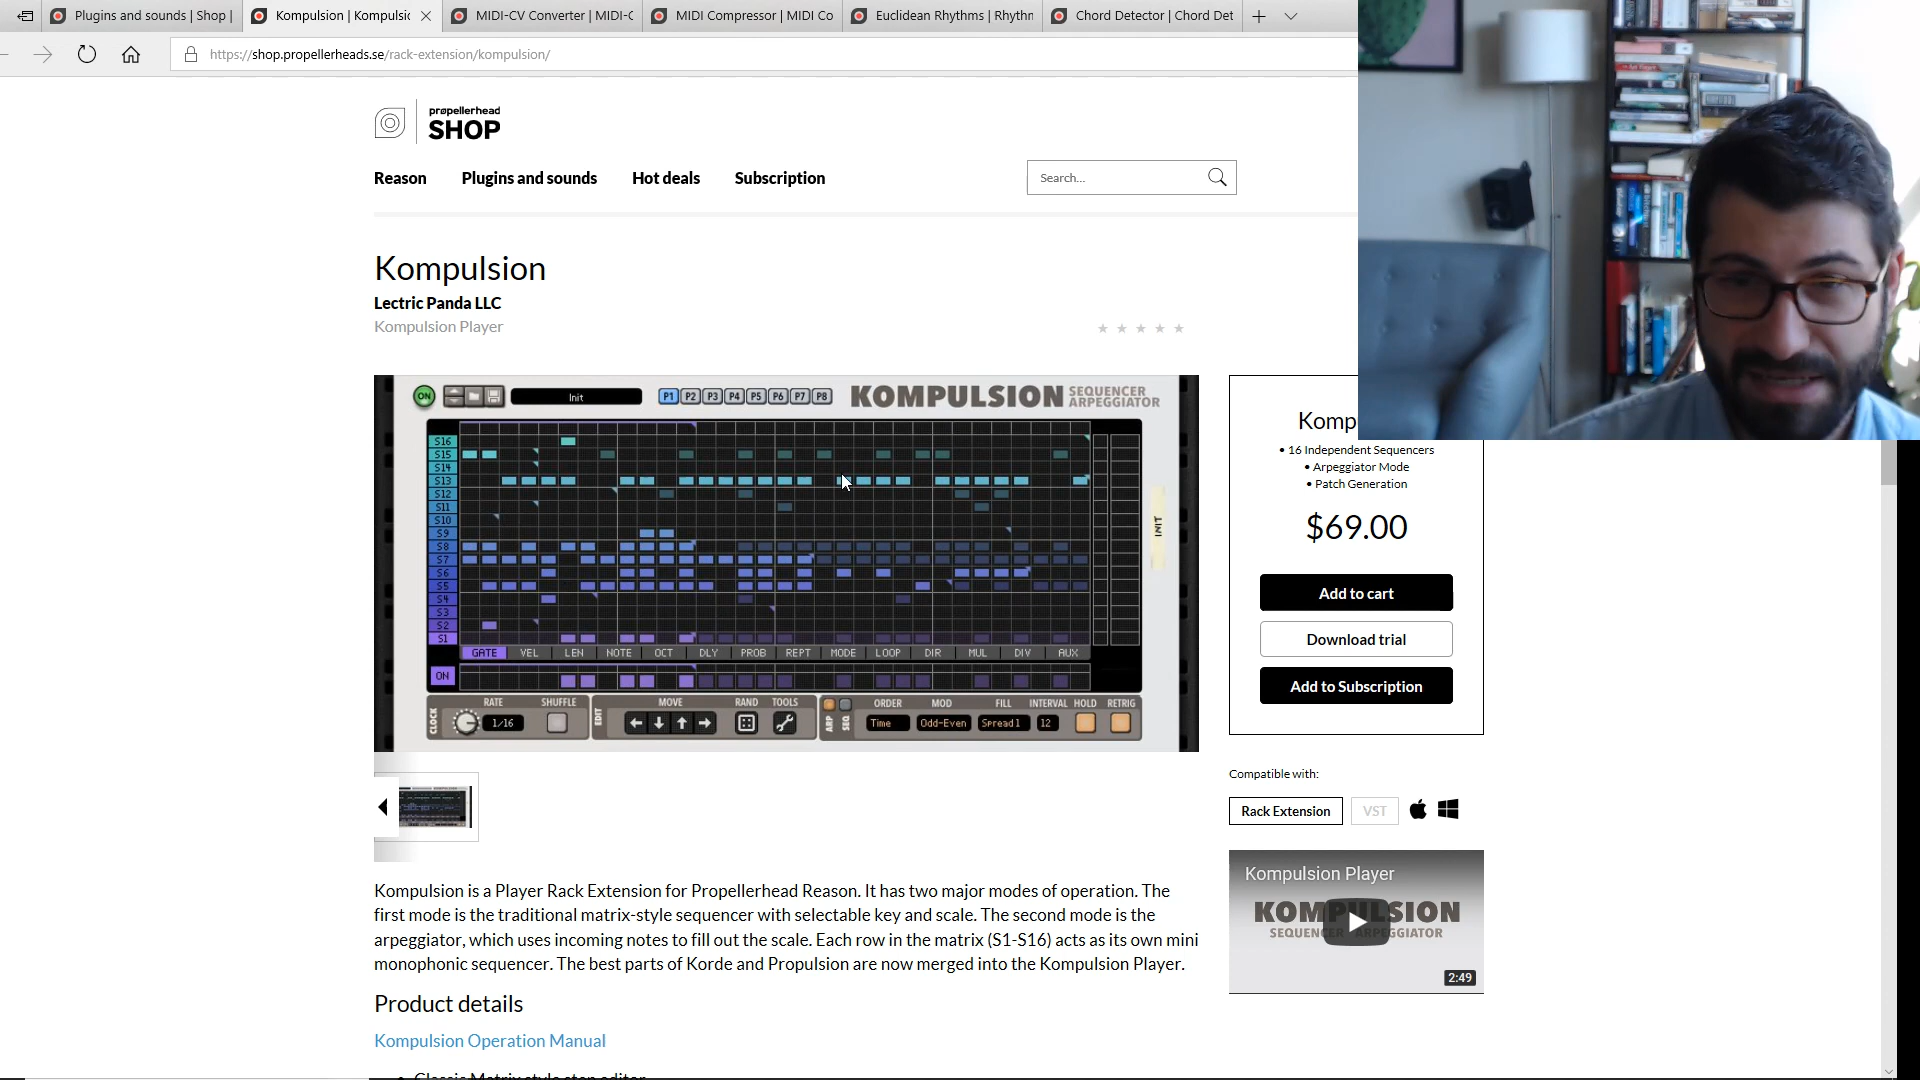 Plugins and sounds | Shop |
Kompulsion | Kompulsic
MIDI-CV Converter | MIDI-C
MIDI Compressor | MIDI Co
Euclidean Rhythms | Rhythm
Chord Detector | Chord Det
https://shop.propellerheads.se/rack-extension/kompulsion/
prøpellerhead
SHOP
Reason
Plugins and sounds
Hot deals
Subscription
Search...
Kompulsion
Lectric Panda LLC
Kompulsion Player
ON
Init
P1 P2 P3 P4 P5 P6 P7 P8
KOMPULSION SEQUENCER ARPEGGIATOR
S16
S15
S14
S13
S12
S11
S10
S9
S8
S7
S6
S5
S4
S3
S2
S1
INIT
GATE VEL LEN NOTE OCT DLY PROB REPT MODE LOOP DIR MUL DIV AUX
ON
CLOCK
RATE SHUFFLE
1/16
EDIT
MOVE RAND TOOLS
ARP SEQ
ORDER MOD FILL INTERVAL HOLD RETRIG
Time Odd-Even Spread1 12
Komp
• 16 Independent Sequencers
• Arpeggiator Mode
• Patch Generation
$69.00
Add to cart
Download trial
Add to Subscription
Compatible with:
Rack Extension
VST
Kompulsion Player
KOMPULSION
SEQUENCER ARPEGGIATOR
2:49
Kompulsion is a Player Rack Extension for Propellerhead Reason. It has two major modes of operation. The
first mode is the traditional matrix-style sequencer with selectable key and scale. The second mode is the
arpeggiator, which uses incoming notes to fill out the scale. Each row in the matrix (S1-S16) acts as its own mini
monophonic sequencer. The best parts of Korde and Propulsion are now merged into the Kompulsion Player.
Product details
Kompulsion Operation Manual
• Classic Matrix style step editor